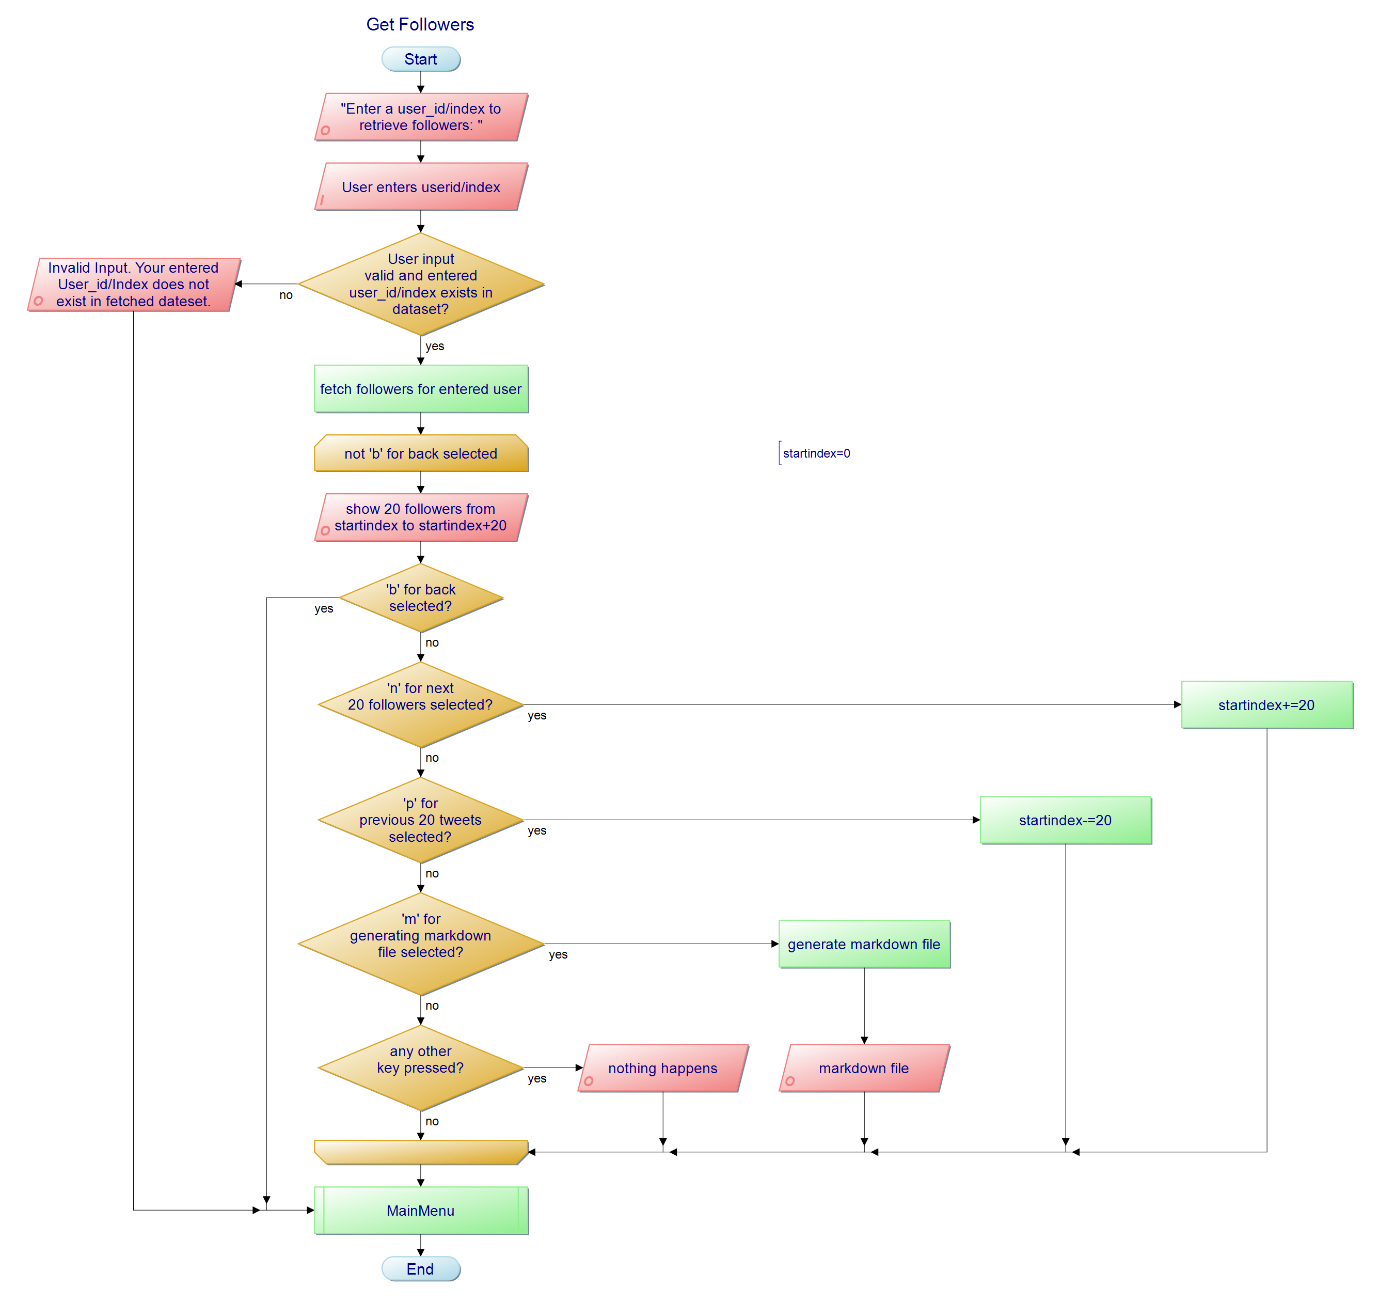 Get Followers
Start
"Enter a user_id/index to
retrieve followers: "
O
User enters userid/index
I
User input
valid and entered
user_id/index exists in
dataset?
no
Invalid Input. Your entered
User_id/Index does not
exist in fetched dateset.
O
yes
fetch followers for entered user
not 'b' for back selected
startindex=0
show 20 followers from
startindex to startindex+20
O
'b' for back
selected?
yes
no
'n' for next
20 followers selected?
yes
startindex+=20
no
'p' for
previous 20 tweets
selected?
yes
startindex-=20
no
'm' for
generating markdown
file selected?
yes
generate markdown file
no
any other
key pressed?
yes
nothing happens
O
markdown file
O
no
MainMenu
End